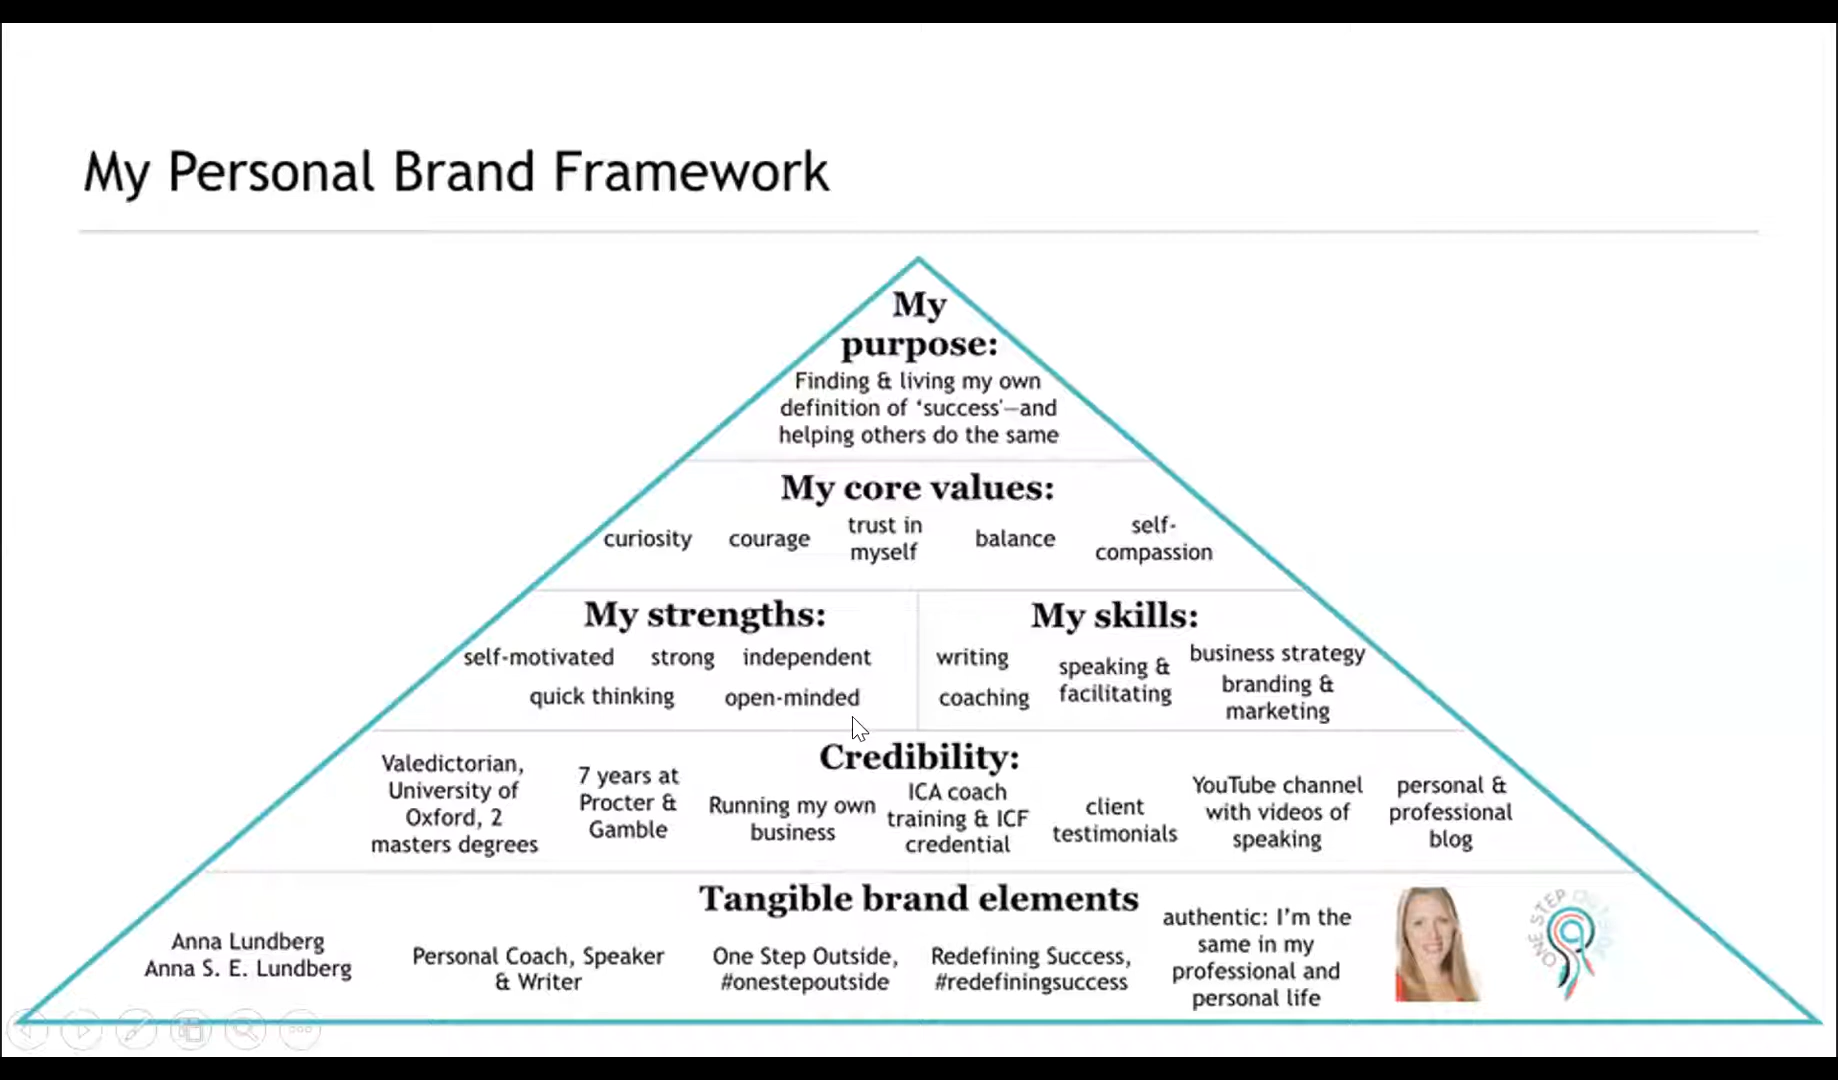 My Personal Brand Framework
My
purpose:
Finding & living my own
definition of ‘success’—and
helping others do the same
My core values:
curiosity
courage
trust in
myself
balance
self-
compassion
My strengths:
self-motivated
strong
independent
quick thinking
open-minded
My skills:
writing
coaching
speaking &
facilitating
business strategy
branding &
marketing
Credibility:
Valedictorian,
University of
Oxford, 2
masters degrees
7 years at
Procter &
Gamble
Running my own
business
ICA coach
training & ICF
credential
client
testimonials
YouTube channel
with videos of
speaking
personal &
professional
blog
Tangible brand elements
Anna Lundberg
Anna S. E. Lundberg
Personal Coach, Speaker
& Writer
One Step Outside,
#onestepoutside
Redefining Success,
#redefiningsuccess
authentic: I’m the
same in my
professional and
personal life
ONE STEP OUTSIDE